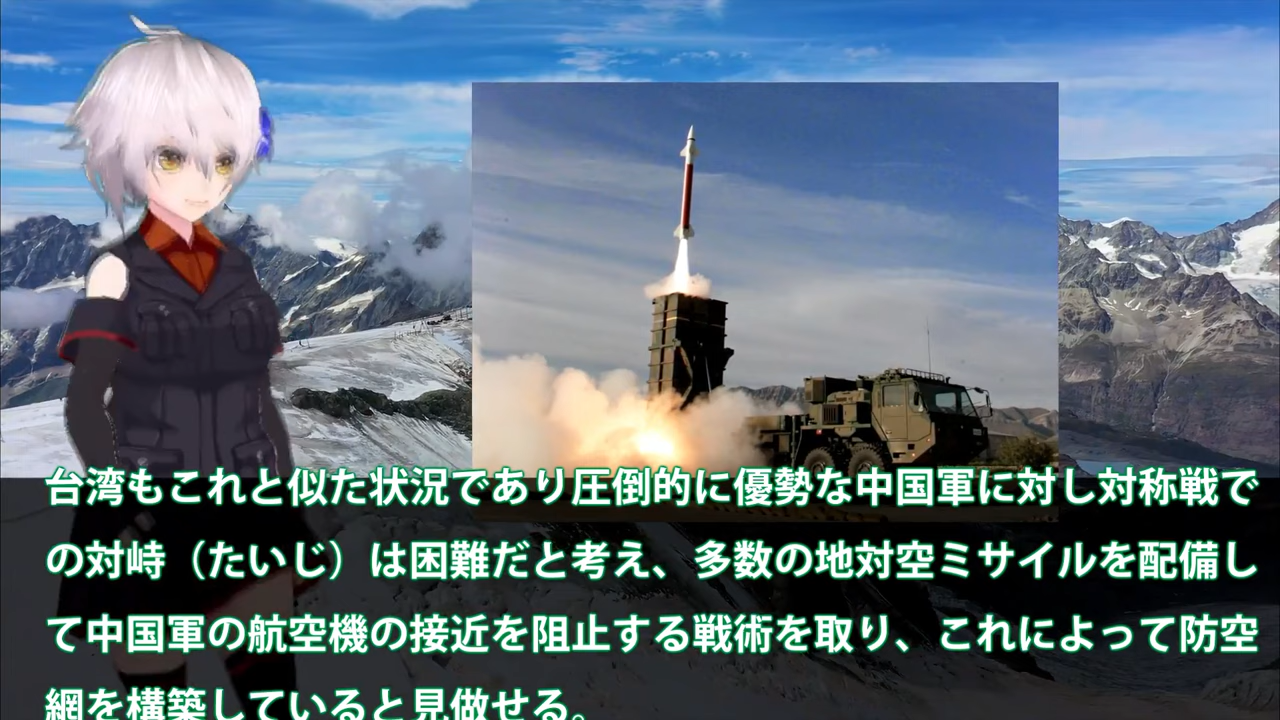 台湾もこれと似た状況であり圧倒的に優勢な中国軍に対し対称戦で
の対峙（たいじ）は困難だと考え、多数の地対空ミサイルを配備し
て中国軍の航空機の接近を阻止する戦術を取り、これによって防空
網を構築していると見做せる。